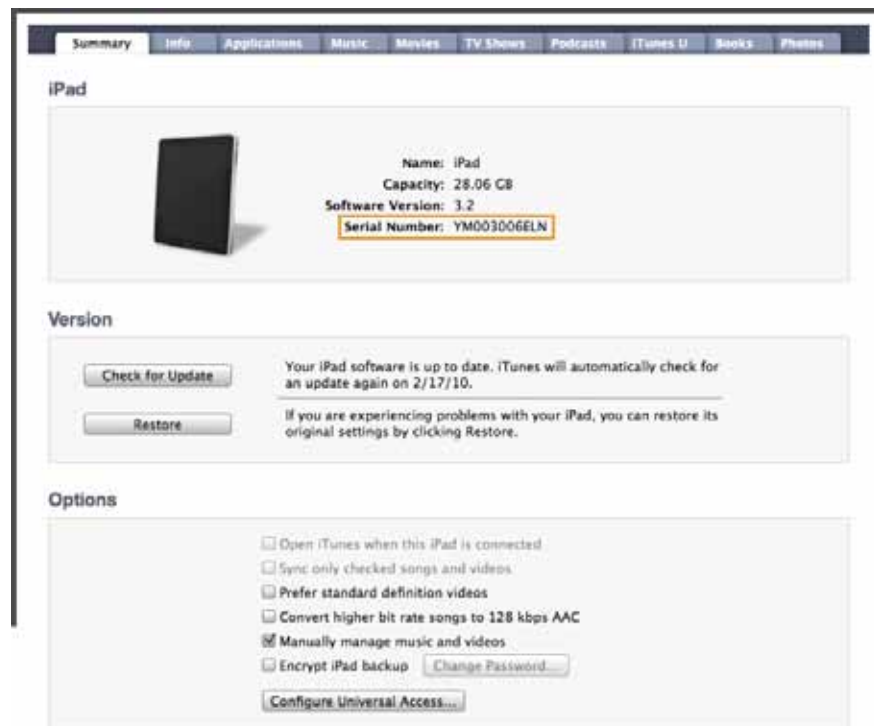 Summary Info Applications Music Movies TV Shows Podcasts iTunes U Books Photos
iPad
Name: iPad
Capacity: 28.06 GB
Software Version: 3.2
Serial Number: YM003006ELN
Version
Check for Update
Your iPad software is up to date. iTunes will automatically check for
an update again on 2/17/10.
Restore
If you are experiencing problems with your iPad, you can restore its
original settings by clicking Restore.
Options
Open iTunes when this iPad is connected
Sync only checked songs and videos
Prefer standard definition videos
Convert higher bit rate songs to 128 kbps AAC
Manually manage music and videos
Encrypt iPad backup Change Password...
Configure Universal Access...